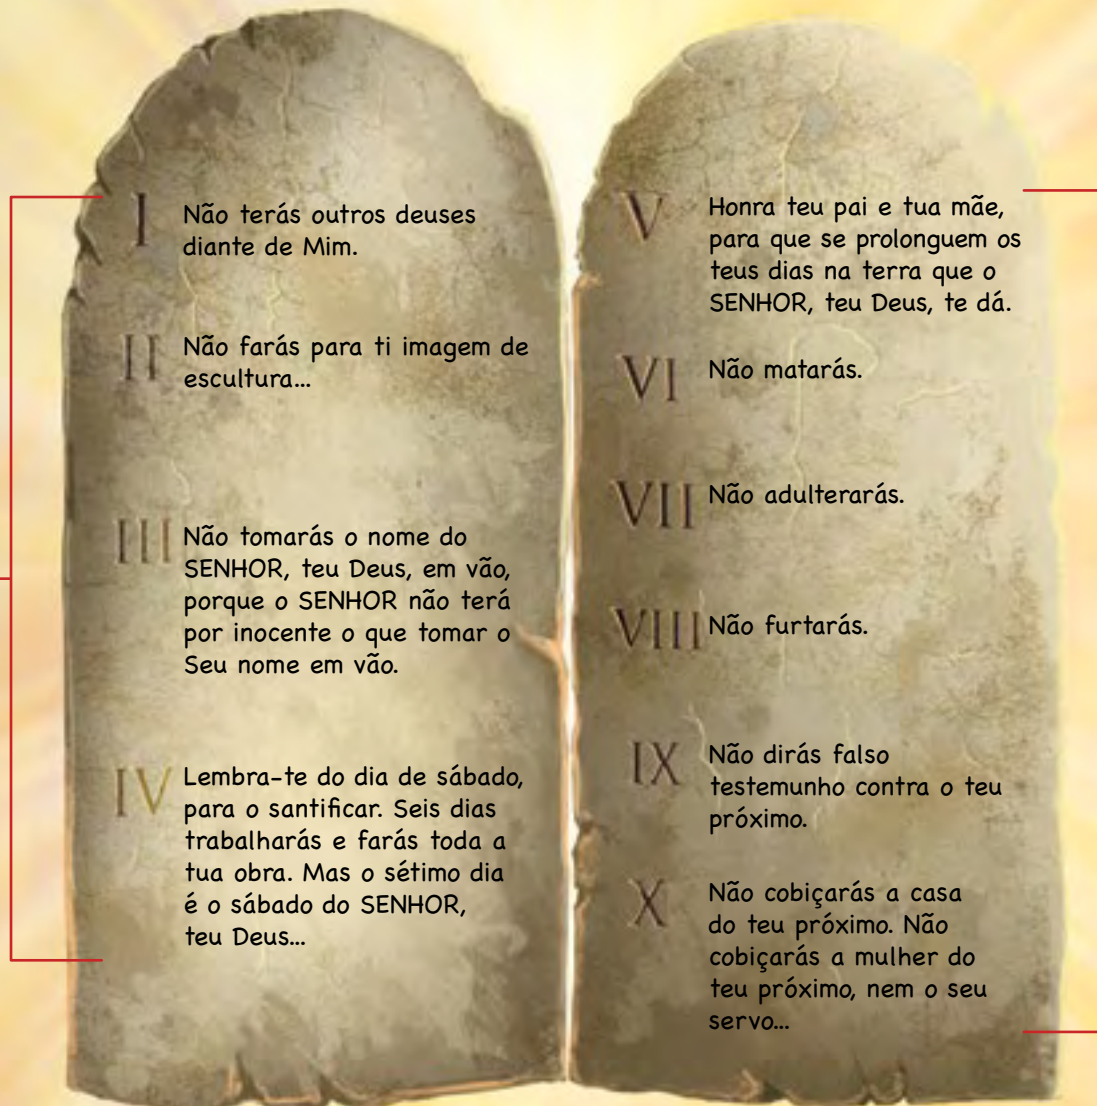 I Não terás outros deuses
diante de Mim.
II Não farás para ti imagem de
escultura...
III Não tomarás o nome do
SENHOR, teu Deus, em vão,
porque o SENHOR não terá
por inocente o que tomar o
Seu nome em vão.
IV Lembra-te do dia de sábado,
para o santificar. Seis dias
trabalharás e farás toda a
tua obra. Mas o sétimo dia
é o sábado do SENHOR,
teu Deus...
V Honra teu pai e tua mãe,
para que se prolonguem os
teus dias na terra que o
SENHOR, teu Deus, te dá.
VI Não matarás.
VII Não adulterarás.
VIII Não furtarás.
IX Não dirás falso
testemunho contra o teu
próximo.
X Não cobiçarás a casa
do teu próximo. Não
cobiçarás a mulher do
teu próximo, nem o seu
servo...